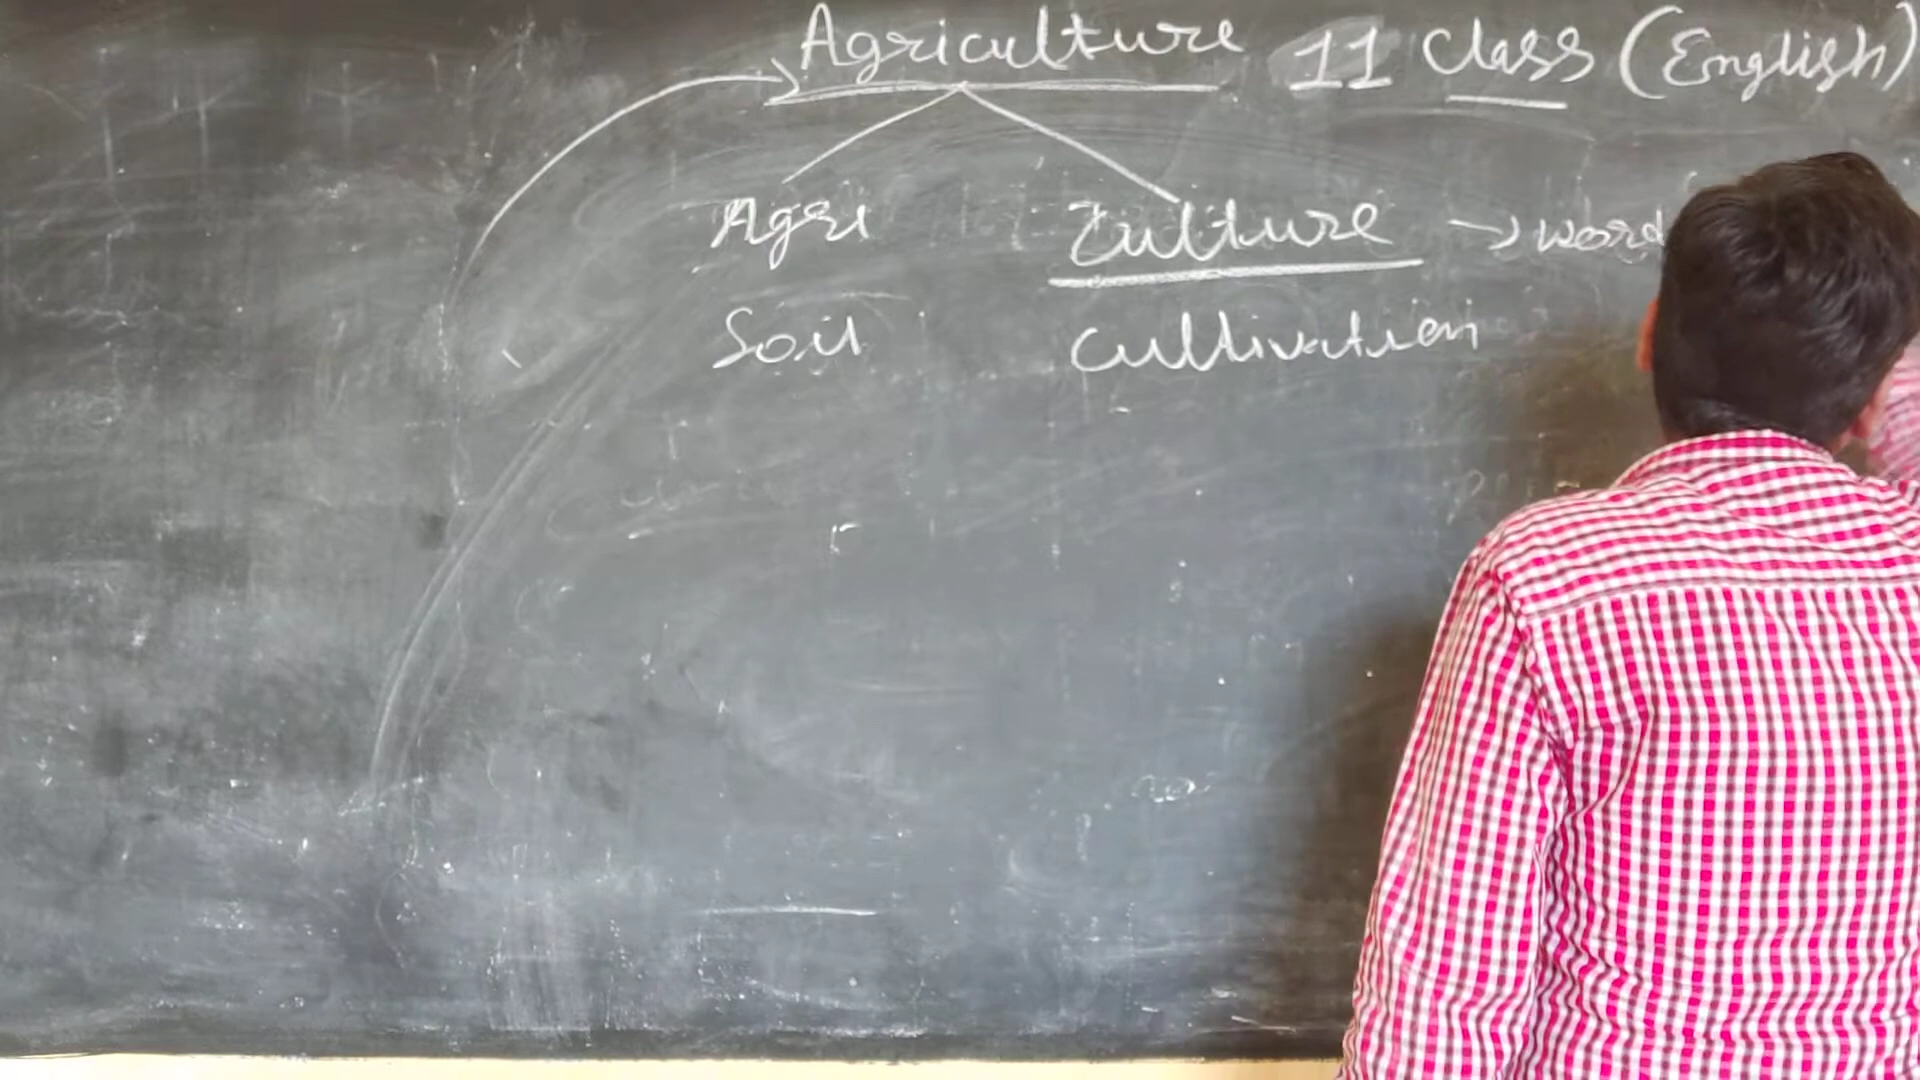 Agriculture 11 Class (English)
Agri Culture → word
Soil Cultivation